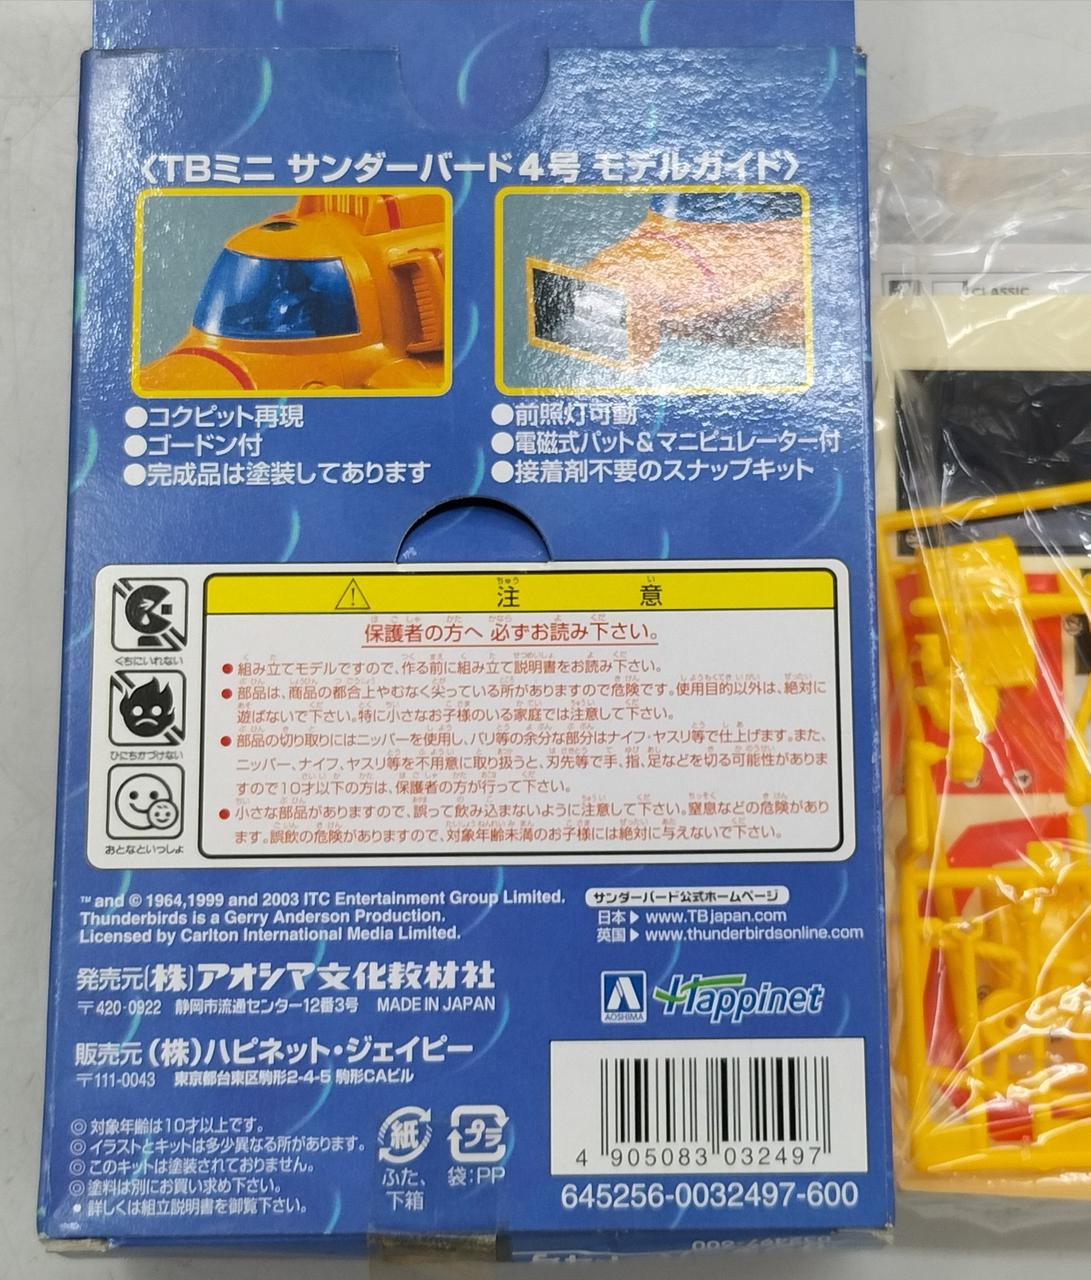 〈TBミニ サンダーバード4号 モデルガイド〉
●コクピット再現
●ゴードン付
●完成品は塗装してあります
●前照灯可動
●電磁式パット&マニピュレーター付
●接着剤不要のスナップキット
注意
保護者の方へ 必ずお読み下さい。
●組み立てモデルですので、作る前に組み立て説明書をお読み下さい。
●部品は、商品の都合上やむなく尖っている所がありますので危険です。使用目的以外は、絶対に
遊ばないで下さい。特に小さなお子様のいる家庭では注意して下さい。
●部品の切り取りにはニッパーを使用し、バリ等の余分な部分はナイフ・ヤスリ等で仕上げます。また、
ニッパー、ナイフ、ヤスリ等を不用意に取り扱うと、刃先等で手、指、足などを切る可能性がありま
すので10才以下の方は、保護者の方が行って下さい。
●小さな部品がありますので、誤って飲み込まないように注意して下さい。窒息などの危険があり
ます。誤飲の危険がありますので、対象年齢未満のお子様には絶対に与えないで下さい。
くちにいれない
ひにちかづけない
おとなといっしょ
™ and © 1964,1999 and 2003 ITC Entertainment Group Limited.
Thunderbirds is a Gerry Anderson Production.
Licensed by Carlton International Media Limited.
サンダーバード公式ホームページ
日本▶www.TBjapan.com
英国▶www.thunderbirdsonline.com
発売元(株)アオシマ文化教材社
〒420-0922 静岡市流通センター12番3号 MADE IN JAPAN
AOSHIMA
Happinet
販売元(株)ハピネット・ジェイピー
〒111-0043 東京都台東区駒形2-4-5 駒形CAビル
◎対象年齢は10才以上です。
◎イラストとキットは多少異なる所があります。
◎このキットは塗装されておりません。
◎塗料は別にお買い求め下さい。
●詳しくは組立説明書を御覧下さい。
紙
ふた、
下箱
プラ
袋:PP
4 905083 032497
645256-0032497-600
CLASSIC